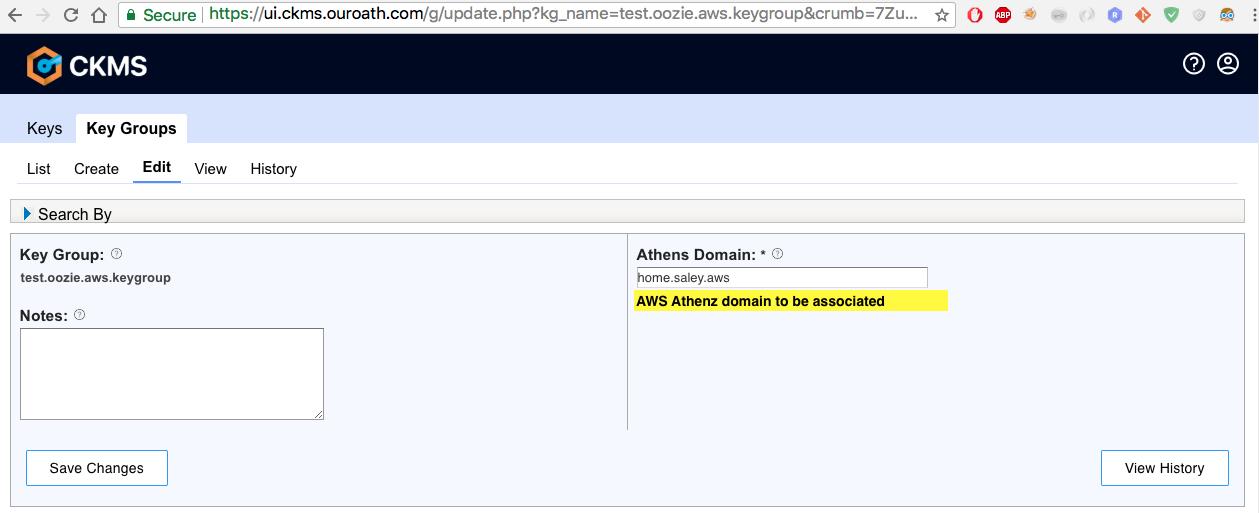 Secure | https://ui.ckms.ouroath.com/g/update.php?kg_name=test.oozie.aws.keygroup&crumb=7Zu...
ABP
R
CKMS
?
Keys Key Groups
List Create Edit View History
Search By
Key Group: ?
test.oozie.aws.keygroup
Notes: ?
Athens Domain: * ?
home.saley.aws
AWS Athenz domain to be associated
Save Changes View History